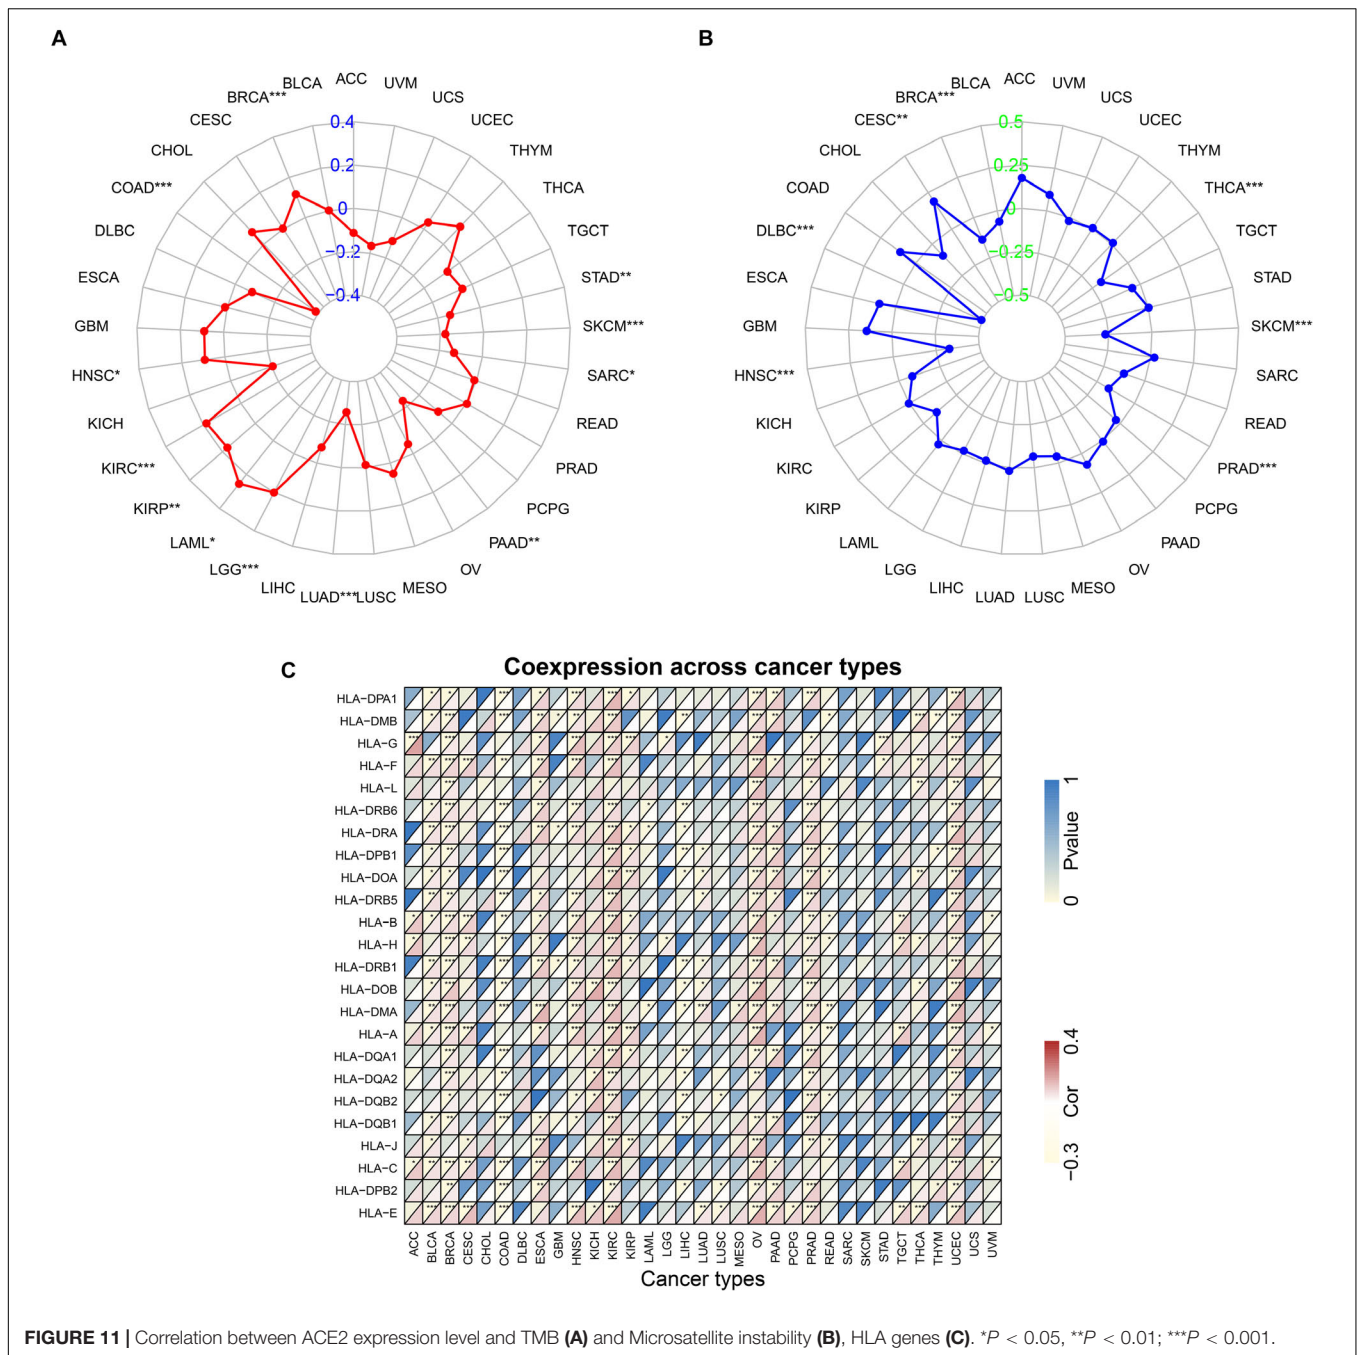 A
B
ACC
UVM
UCS
UCEC
THYM
THCA
TGCT
STAD**
SKCM***
SARC*
READ
PRAD
PCPG
PAAD**
OV
MESO
LUSC
LUAD***
LIHC
LGG***
LAML*
KIRP**
KIRC***
KICH
HNSC*
GBM
ESCA
DLBC
COAD***
CHOL
CESC
BRCA***
BLCA
0.4
0.2
0
−0.2
−0.4
ACC
UVM
UCS
UCEC
THYM
THCA***
TGCT
STAD
SKCM***
SARC
READ
PRAD***
PCPG
PAAD
OV
MESO
LUSC
LUAD
LIHC
LGG
LAML
KIRP
KIRC
KICH
HNSC***
GBM
ESCA
DLBC***
COAD
CHOL
CESC**
BRCA***
BLCA
0.5
0.25
0
−0.25
−0.5
C
Coexpression across cancer types
HLA−DPA1
HLA−DMB
HLA−G
HLA−F
HLA−L
HLA−DRB6
HLA−DRA
HLA−DPB1
HLA−DOA
HLA−DRB5
HLA−B
HLA−H
HLA−DRB1
HLA−DOB
HLA−DMA
HLA−A
HLA−DQA1
HLA−DQA2
HLA−DQB2
HLA−DQB1
HLA−J
HLA−C
HLA−DPB2
HLA−E
ACC
BLCA
BRCA
CESC
CHOL
COAD
DLBC
ESCA
GBM
HNSC
KICH
KIRC
KIRP
LAML
LGG
LIHC
LUAD
LUSC
MESO
OV
PAAD
PCPG
PRAD
READ
SARC
SKCM
STAD
TGCT
THCA
THYM
UCEC
UCS
UVM
Cancer types
0 Pvalue 1
−0.3 Cor 0.4
FIGURE 11 | Correlation between ACE2 expression level and TMB (A) and Microsatellite instability (B), HLA genes (C). *P < 0.05, **P < 0.01; ***P < 0.001.